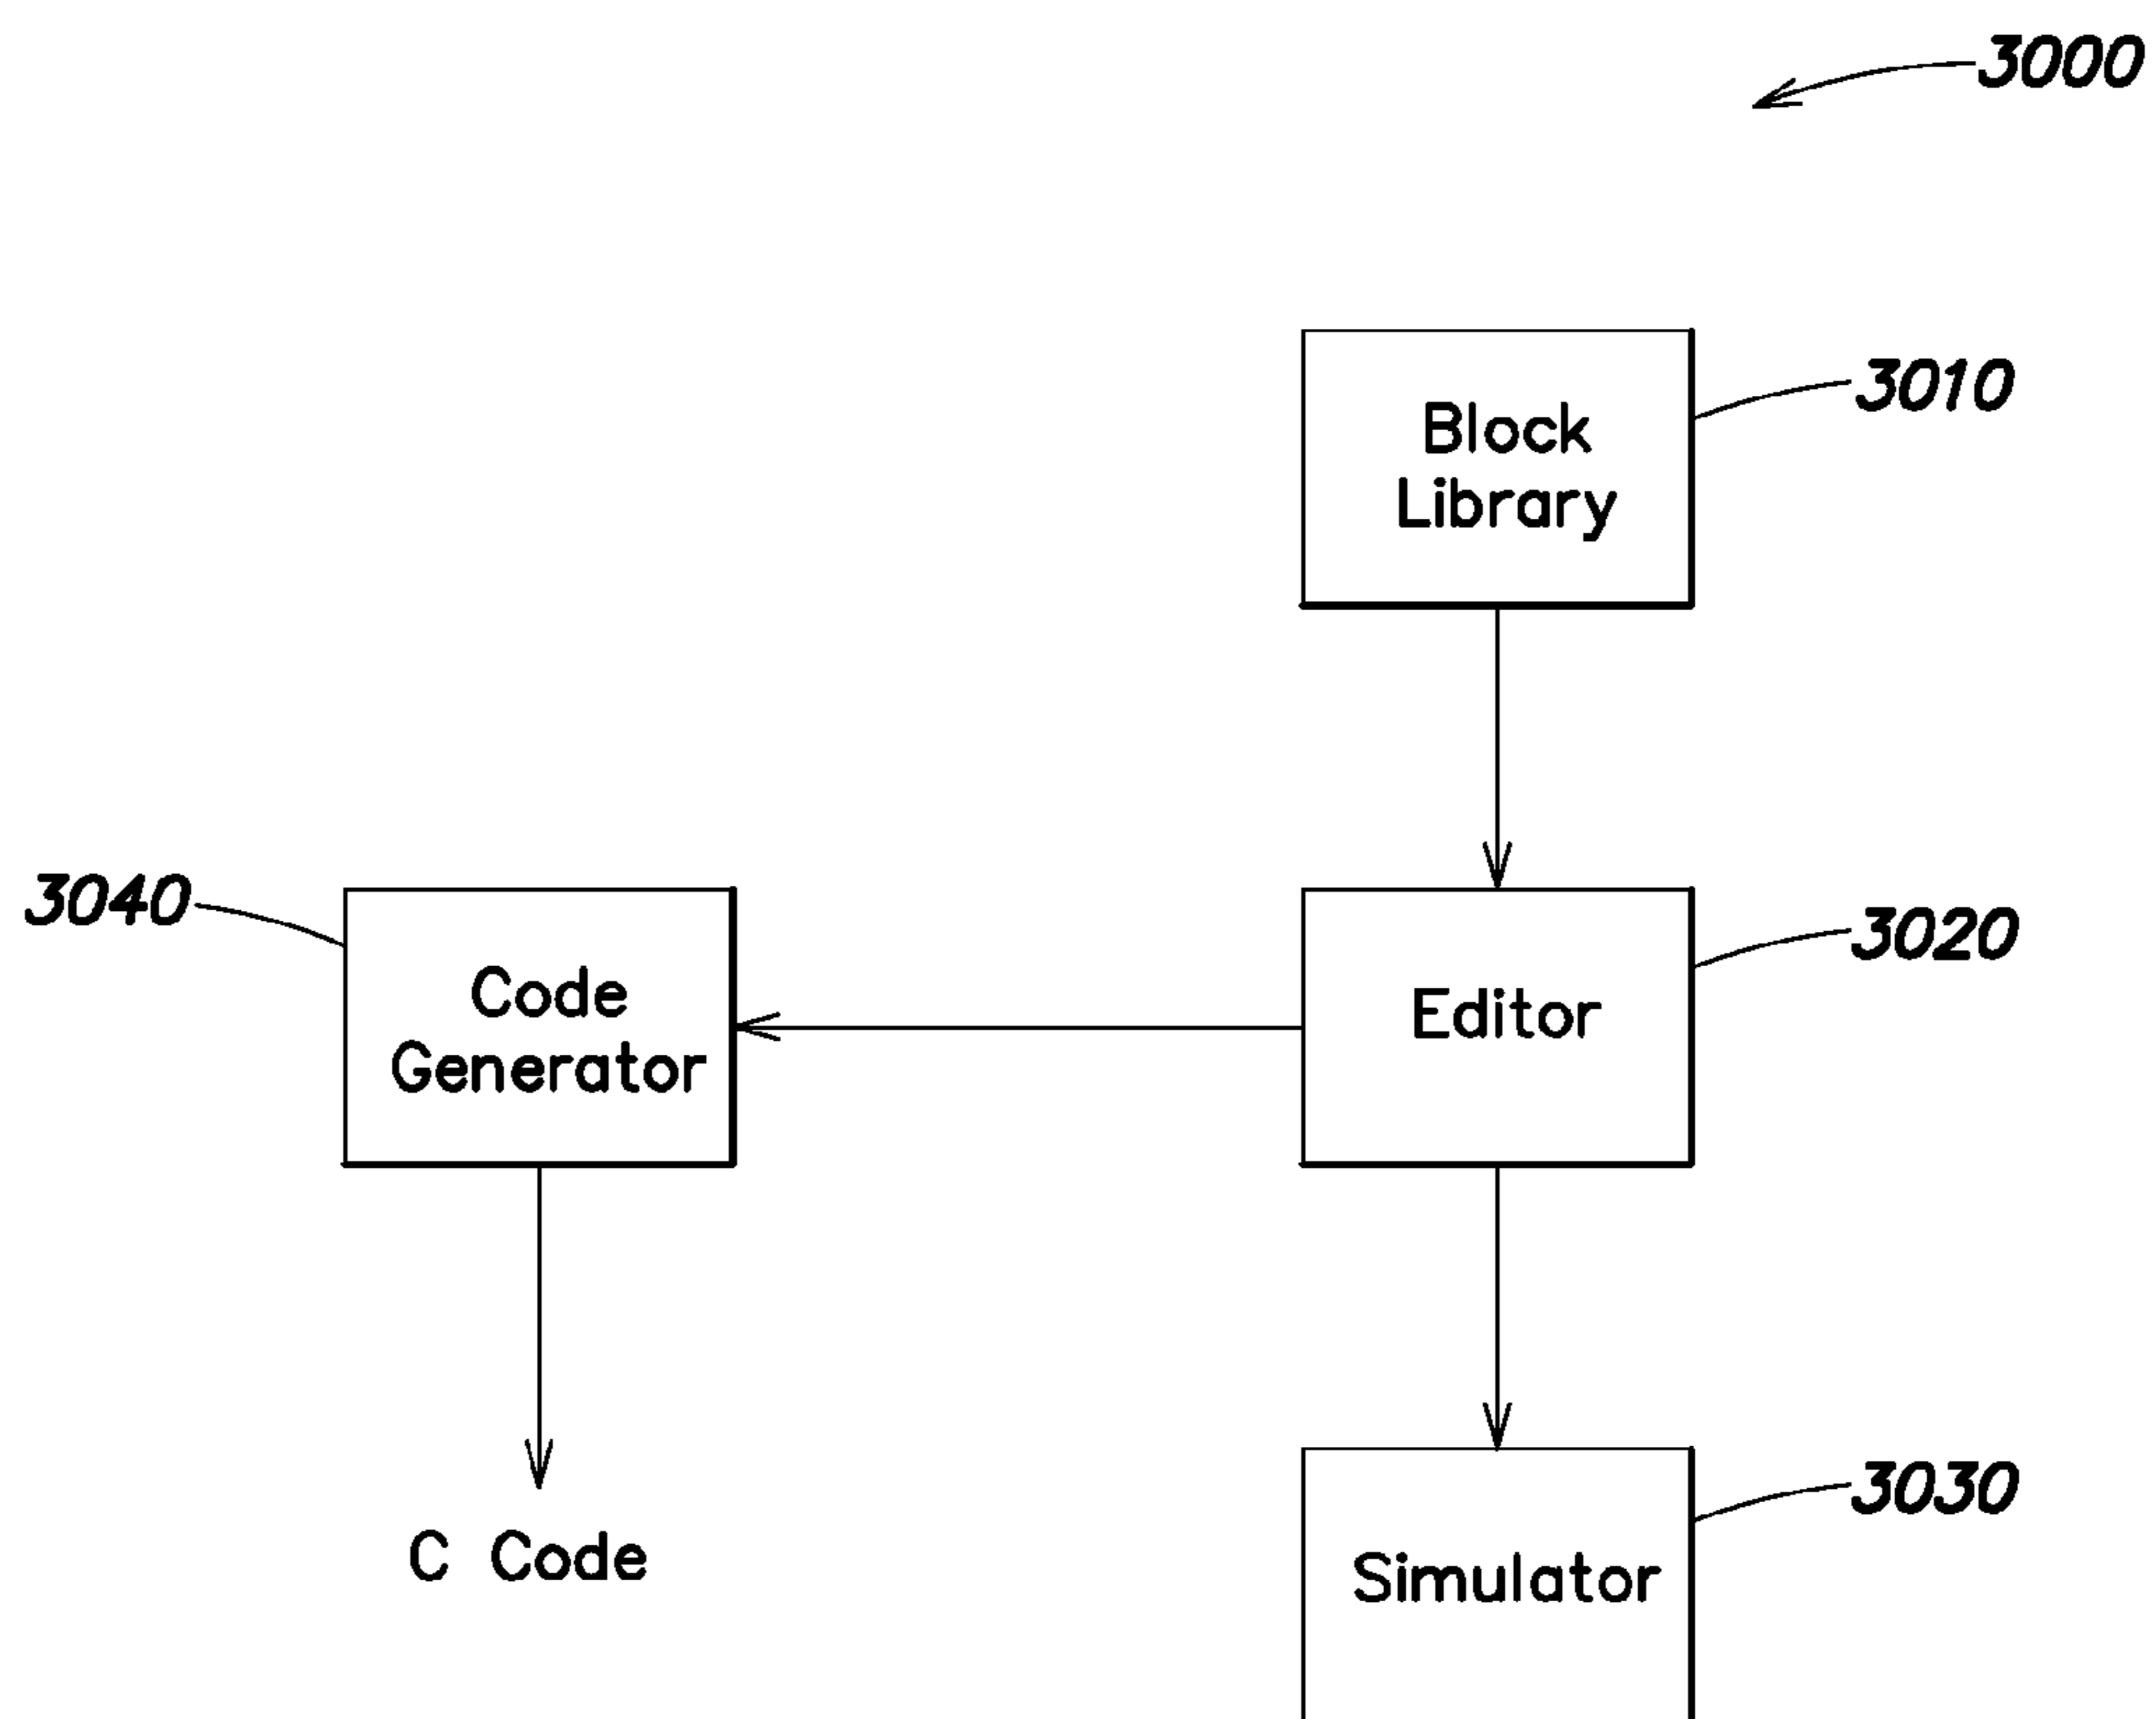 3000
Block
Library
3010
3040
Code
Generator
Editor
3020
C Code
Simulator
3030